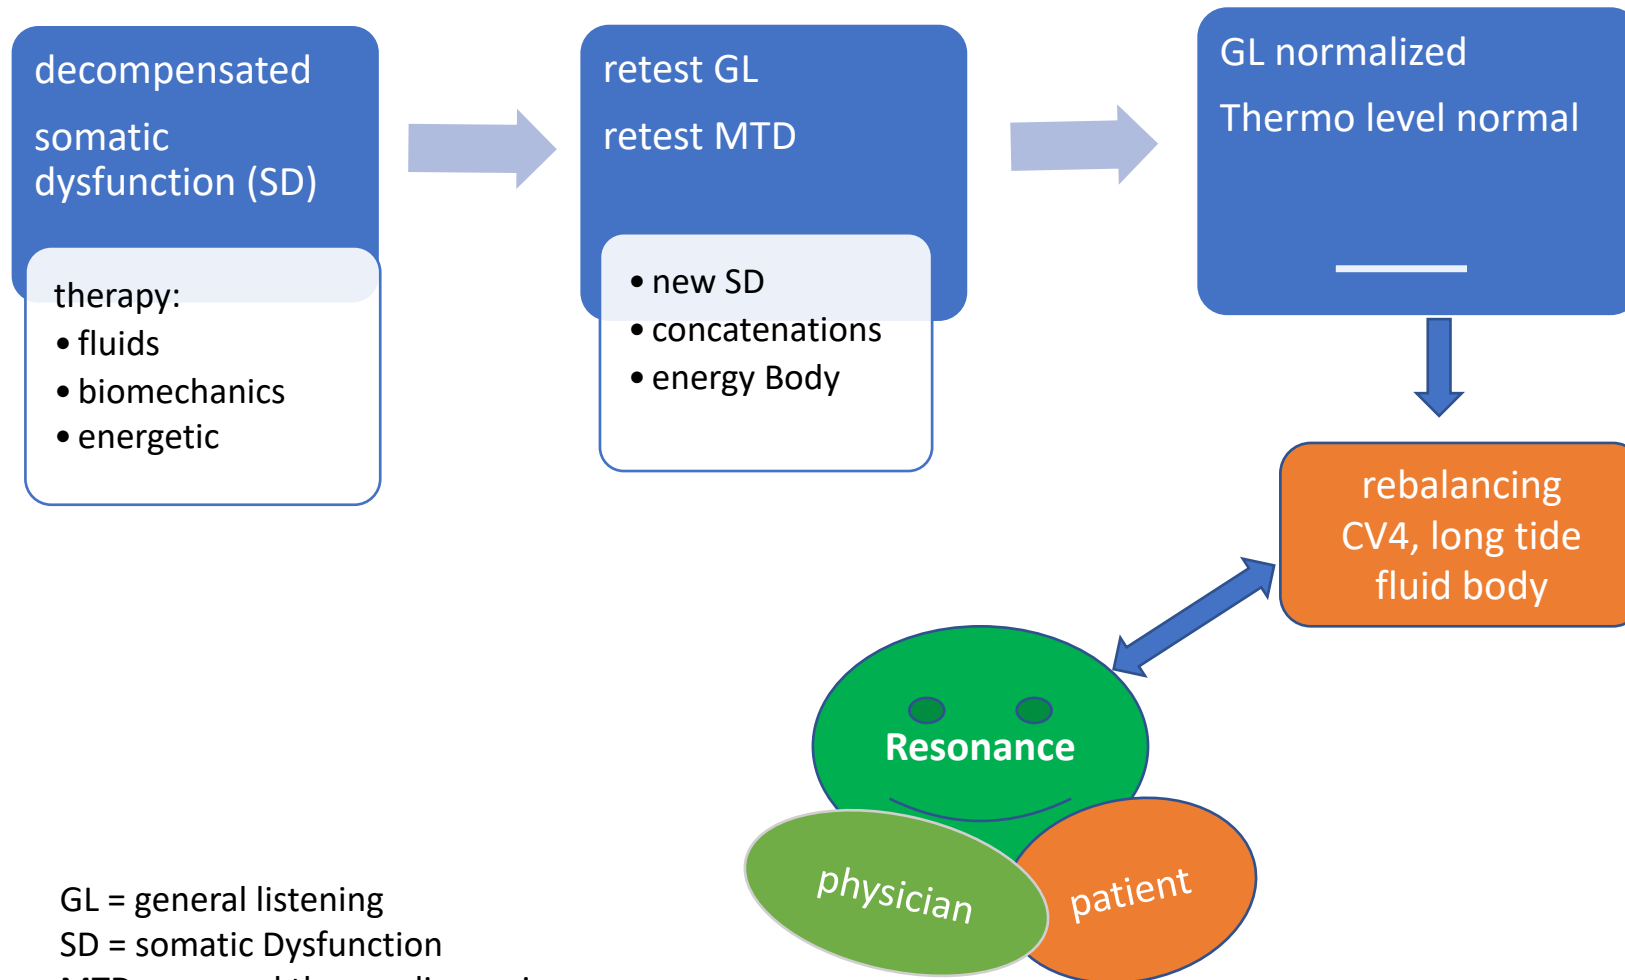 decompensated
somatic
dysfunction (SD)
therapy:
• fluids
• biomechanics
• energetic
retest GL
retest MTD
• new SD
• concatenations
• energy Body
GL normalized
Thermo level normal
rebalancing
CV4, long tide
fluid body
Resonance
physician
patient
GL = general listening
SD = somatic Dysfunction